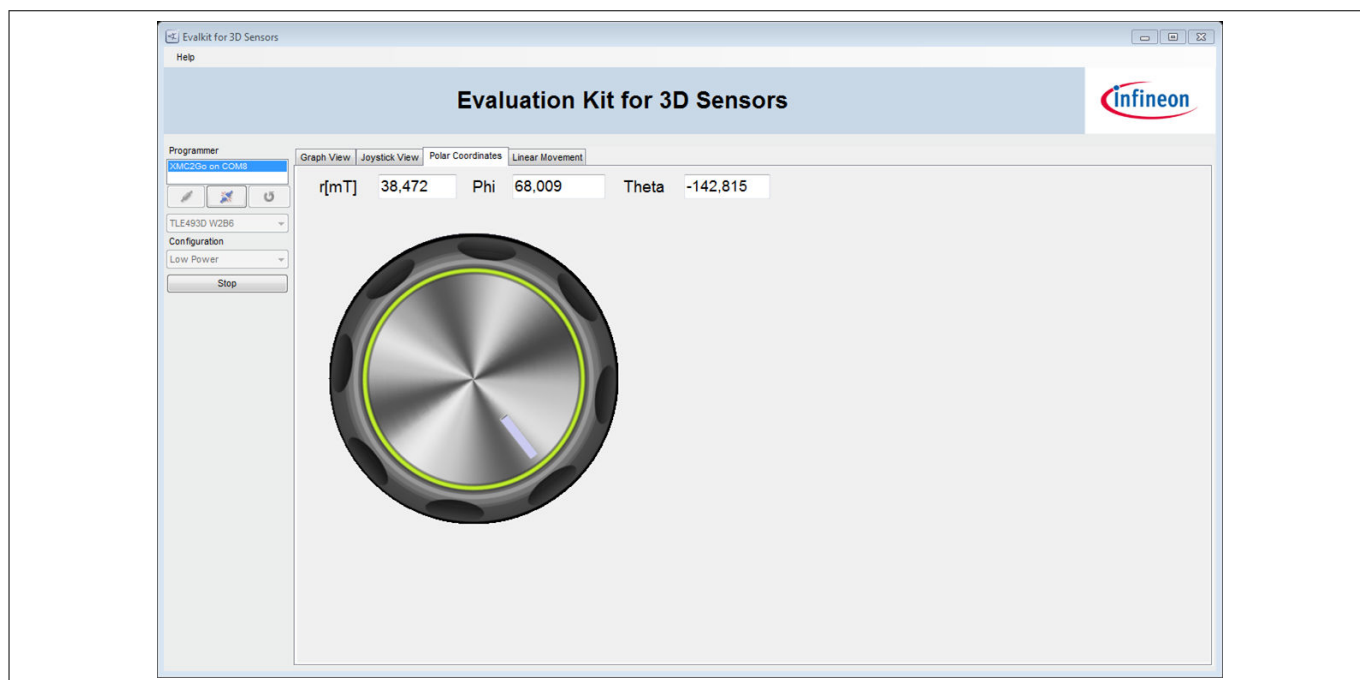 Evalkit for 3D Sensors
Help
Evaluation Kit for 3D Sensors
infineon
Programmer
XMC2Go on COM8
Graph View Joystick View Polar Coordinates Linear Movement
r[mT] 38,472 Phi 68,009 Theta -142,815
TLE493D W2B6
Configuration
Low Power
Stop